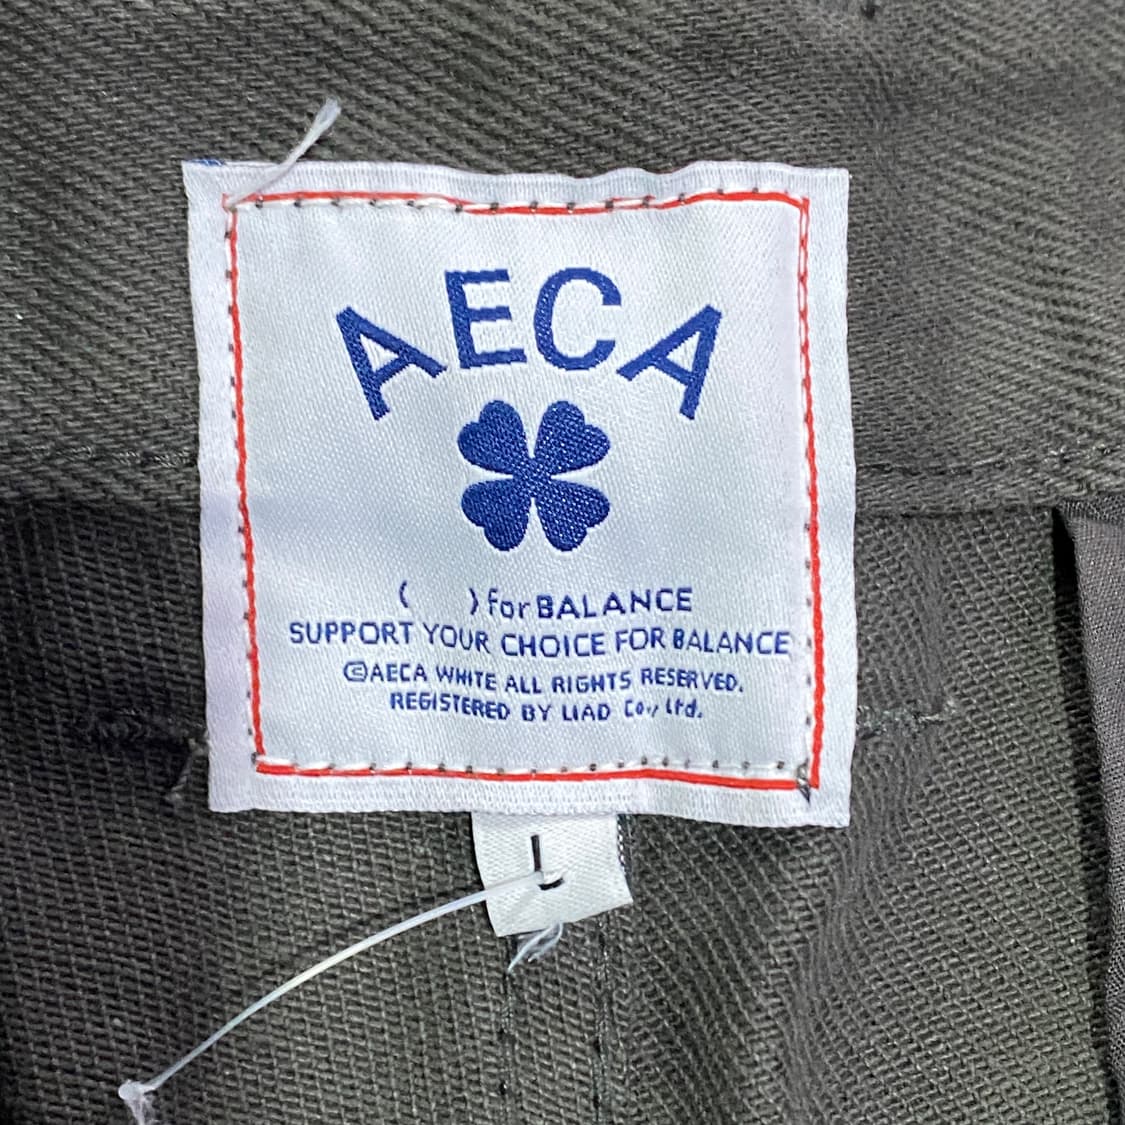 AECA
( ) for BALANCE
SUPPORT YOUR CHOICE FOR BALANCE
©AECA WHITE ALL RIGHTS RESERVED.
REGISTERED BY LIAD Co., Ltd.
L